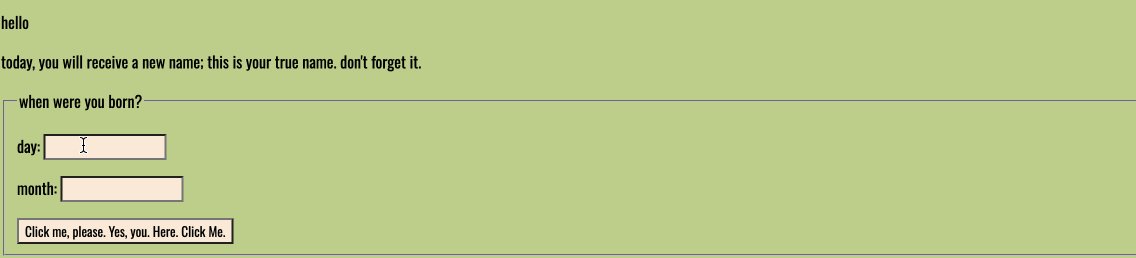 hello
today, you will receive a new name; this is your true name. don't forget it.
when were you born?
day:
month:
Click me, please. Yes, you. Here. Click Me.